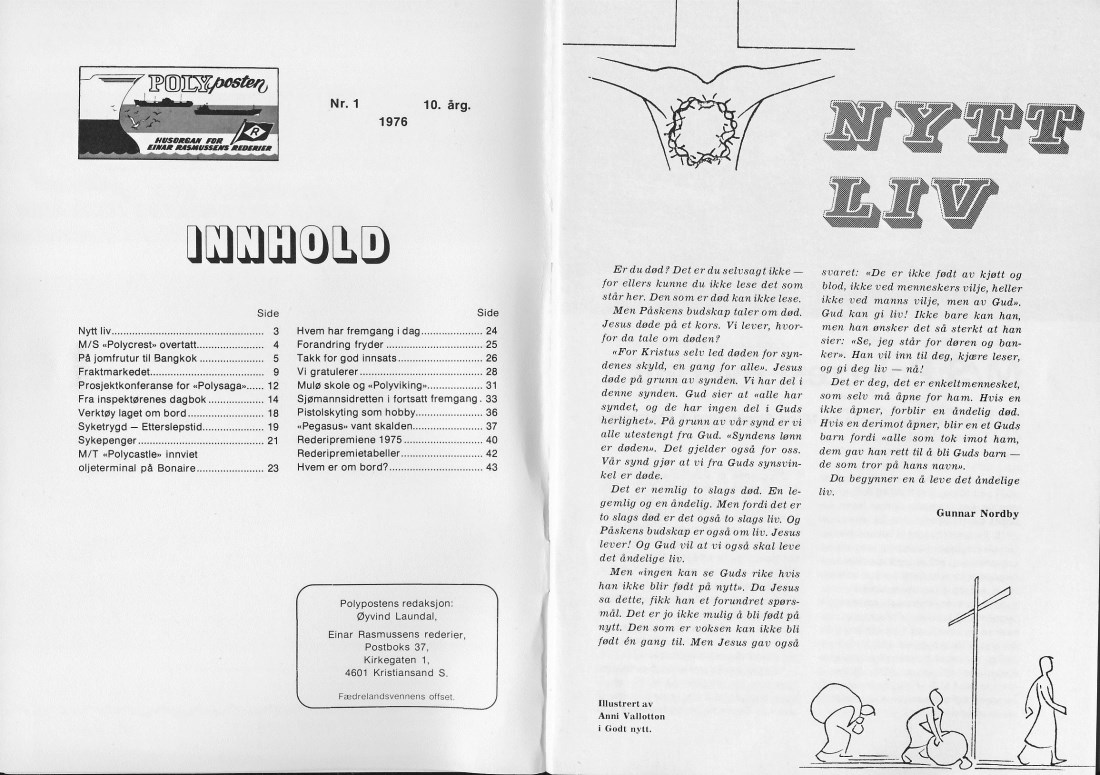 POLYposten
HUSORGAN FOR
EINAR RASMUSSENS REDERIER
R
Nr. 1 10. årg.
1976
INNHOLD
Side
Nytt liv 3
M/S «Polycrest» overtatt 4
På jomfrutur til Bangkok 5
Fraktmarkedet 9
Prosjektkonferanse for «Polysaga» 12
Fra inspektørenes dagbok 14
Verktøy laget om bord 18
Syketrygd – Etterslepstid 19
Sykepenger 21
M/T «Polycastle» innviet
oljeterminal på Bonaire 23
Side
Hvem har fremgang i dag 24
Forandring fryder 25
Takk for god innsats 26
Vi gratulerer 28
Mulø skole og «Polyviking» 31
Sjømannsidretten i fortsatt fremgang 33
Pistolskyting som hobby 36
«Pegasus» vant skalden 37
Rederipremiene 1975 40
Rederipremietabeller 42
Hvem er om bord? 43
Polypostens redaksjon:
Øyvind Laundal,
Einar Rasmussens rederier,
Postboks 37,
Kirkegaten 1,
4601 Kristiansand S.
Fædrelandsvennens offset.
NYTT
LIV
Er du død? Det er du selvsagt ikke —
for ellers kunne du ikke lese det som
står her. Den som er død kan ikke lese.
Men Påskens budskap taler om død.
Jesus døde på et kors. Vi lever, hvor-
for da tale om døden?
«For Kristus selv led døden for syn-
denes skyld, en gang for alle». Jesus
døde på grunn av synden. Vi har del i
denne synden. Gud sier at «alle har
syndet, og de har ingen del i Guds
herlighet». På grunn av vår synd er vi
alle utestengt fra Gud. «Syndens lønn
er døden». Det gjelder også for oss.
Vår synd gjør at vi fra Guds synsvin-
kel er døde.
Det er nemlig to slags død. En le-
gemlig og en åndelig. Men fordi det er
to slags død er det også to slags liv. Og
Påskens budskap er også om liv. Jesus
lever! Og Gud vil at vi også skal leve
det åndelige liv.
Men «ingen kan se Guds rike hvis
han ikke blir født på nytt». Da Jesus
sa dette, fikk han et forundret spørs-
mål. Det er jo ikke mulig å bli født på
nytt. Den som er voksen kan ikke bli
født én gang til. Men Jesus gav også
svaret: «De er ikke født av kjøtt og
blod, ikke ved menneskers vilje, heller
ikke ved manns vilje, men av Gud».
Gud kan gi liv! Ikke bare kan han,
men han ønsker det så sterkt at han
sier: «Se, jeg står for døren og ban-
ker». Han vil inn til deg, kjære leser,
og gi deg liv — nå!
Det er deg, det er enkeltmennesket,
som selv må åpne for ham. Hvis en
ikke åpner, forblir en åndelig død.
Hvis en derimot åpner, blir en et Guds
barn fordi «alle som tok imot ham,
dem gav han rett til å bli Guds barn —
de som tror på hans navn».
Da begynner en å leve det åndelige
liv.
Gunnar Nordby
Illustrert av
Anni Vallotton
i Godt nytt.